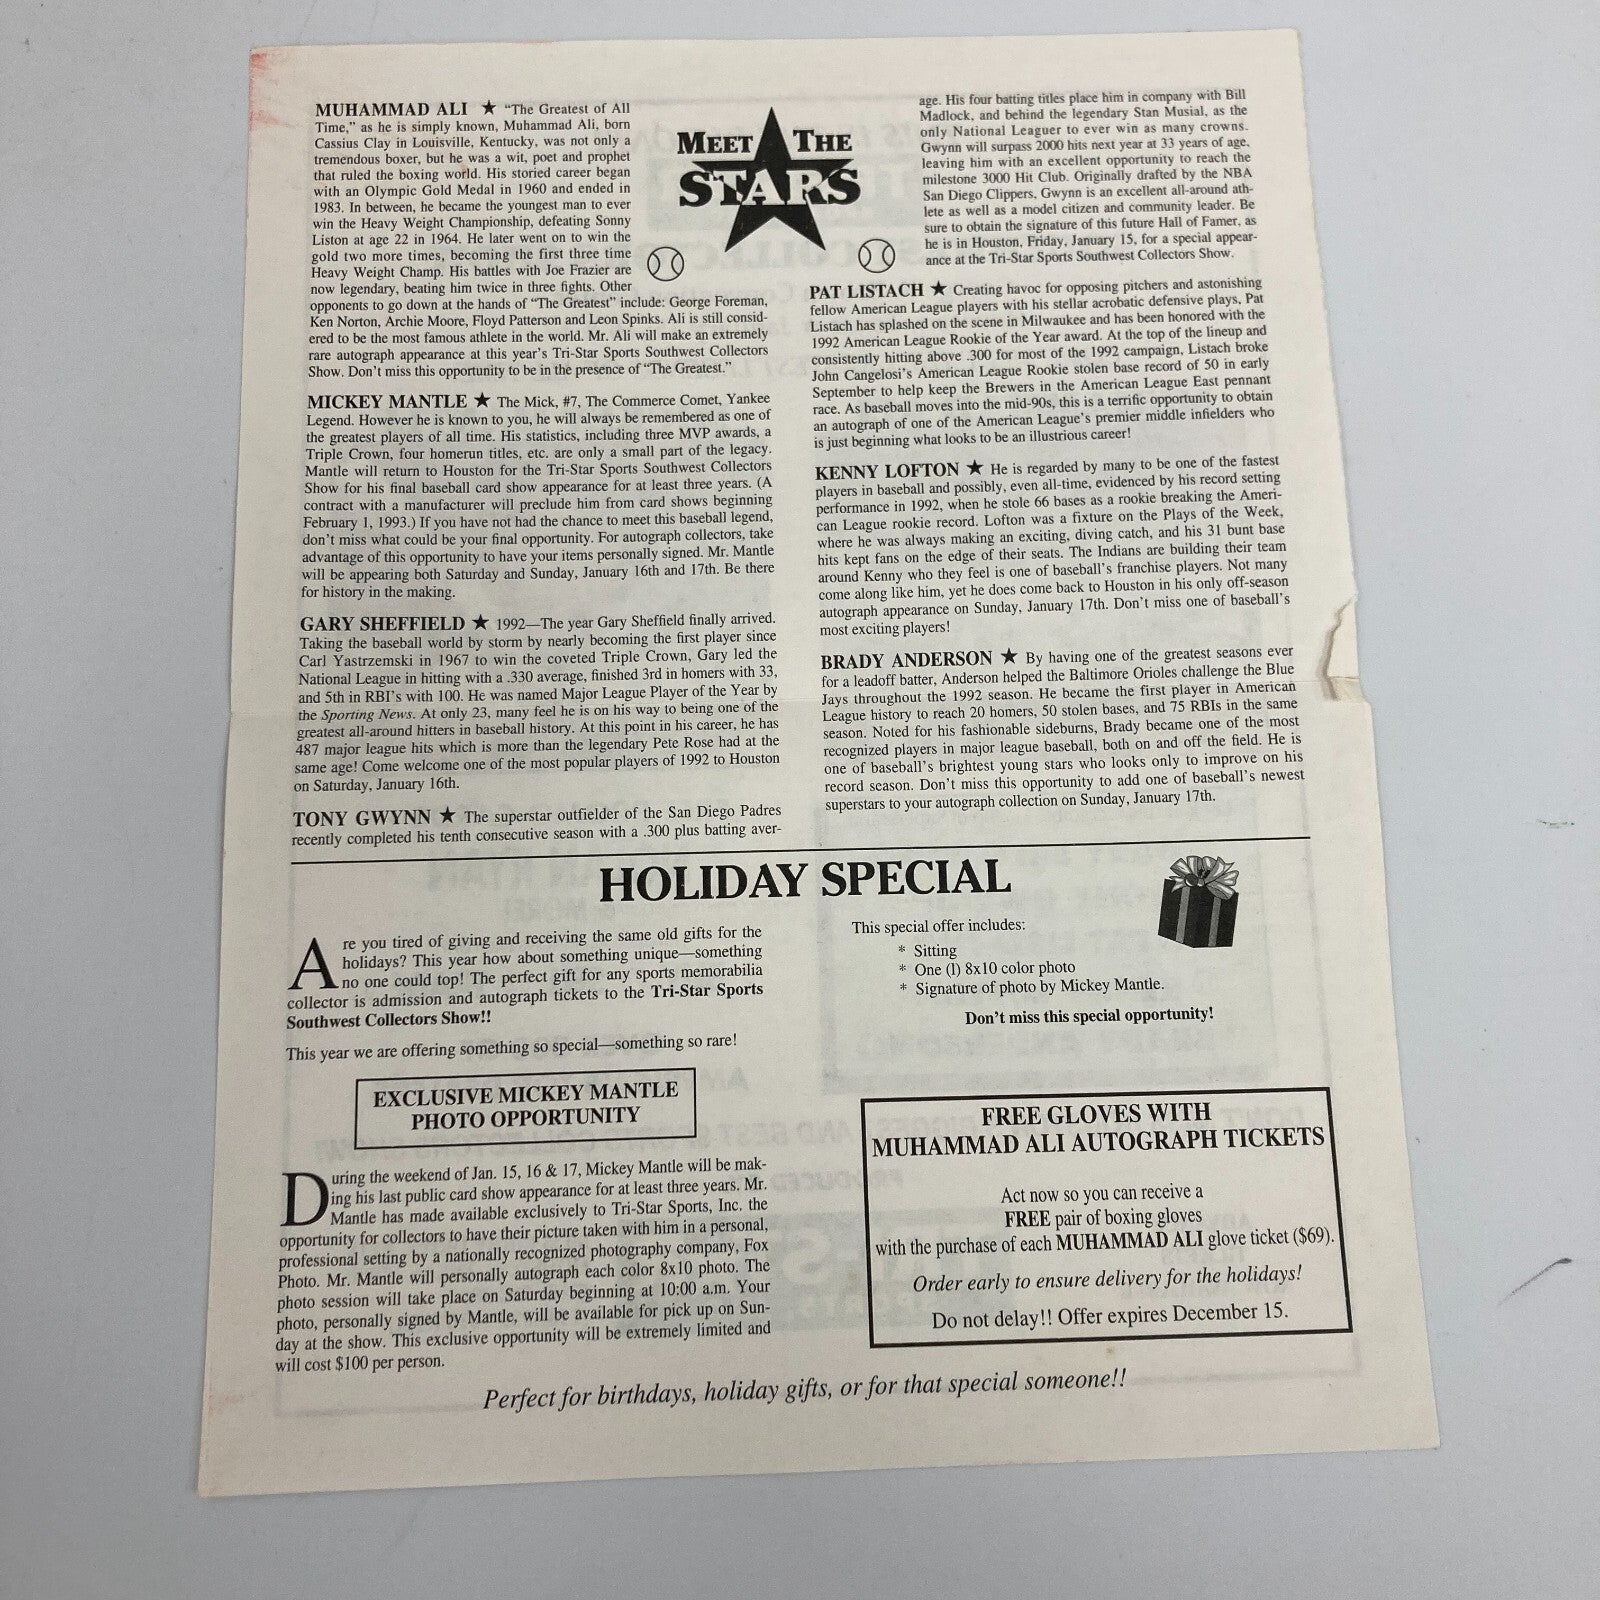 MEET THE
STARS
MUHAMMAD ALI ★ "The Greatest of All
Time," as he is simply known, Muhammad Ali, born
Cassius Clay in Louisville, Kentucky, was not only a
tremendous boxer, but he was a wit, poet and prophet
that ruled the boxing world. His storied career began
with an Olympic Gold Medal in 1960 and ended in
1983. In between, he became the youngest man to ever
win the Heavy Weight Championship, defeating Sonny
Liston at age 22 in 1964. He later went on to win the
gold two more times, becoming the first three time
Heavy Weight Champ. His battles with Joe Frazier are
now legendary, beating him twice in three fights. Other
opponents to go down at the hands of "The Greatest" include: George Foreman,
Ken Norton, Archie Moore, Floyd Patterson and Leon Spinks. Ali is still consid-
ered to be the most famous athlete in the world. Mr. Ali will make an extremely
rare autograph appearance at this year's Tri-Star Sports Southwest Collectors
Show. Don't miss this opportunity to be in the presence of "The Greatest."
MICKEY MANTLE ★ The Mick, #7, The Commerce Comet, Yankee
Legend. However he is known to you, he will always be remembered as one of
the greatest players of all time. His statistics, including three MVP awards, a
Triple Crown, four homerun titles, etc. are only a small part of the legacy.
Mantle will return to Houston for the Tri-Star Sports Southwest Collectors
Show for his final baseball card show appearance for at least three years. (A
contract with a manufacturer will preclude him from card shows beginning
February 1, 1993.) If you have not had the chance to meet this baseball legend,
don't miss what could be your final opportunity. For autograph collectors, take
advantage of this opportunity to have your items personally signed. Mr. Mantle
will be appearing both Saturday and Sunday, January 16th and 17th. Be there
for history in the making.
GARY SHEFFIELD ★ 1992—The year Gary Sheffield finally arrived.
Taking the baseball world by storm by nearly becoming the first player since
Carl Yastrzemski in 1967 to win the coveted Triple Crown, Gary led the
National League in hitting with a .330 average, finished 3rd in homers with 33,
and 5th in RBI's with 100. He was named Major League Player of the Year by
the Sporting News. At only 23, many feel he is on his way to being one of the
greatest all-around hitters in baseball history. At this point in his career, he has
487 major league hits which is more than the legendary Pete Rose had at the
same age! Come welcome one of the most popular players of 1992 to Houston
on Saturday, January 16th.
TONY GWYNN ★ The superstar outfielder of the San Diego Padres
recently completed his tenth consecutive season with a .300 plus batting aver-
age. His four batting titles place him in company with Bill
Madlock, and behind the legendary Stan Musial, as the
only National Leaguer to ever win as many crowns.
Gwynn will surpass 2000 hits next year at 33 years of age,
leaving him with an excellent opportunity to reach the
milestone 3000 Hit Club. Originally drafted by the NBA
San Diego Clippers, Gwynn is an excellent all-around ath-
lete as well as a model citizen and community leader. Be
sure to obtain the signature of this future Hall of Famer, as
he is in Houston, Friday, January 15, for a special appear-
ance at the Tri-Star Sports Southwest Collectors Show.
PAT LISTACH ★ Creating havoc for opposing pitchers and astonishing
fellow American League players with his stellar acrobatic defensive plays, Pat
Listach has splashed on the scene in Milwaukee and has been honored with the
1992 American League Rookie of the Year award. At the top of the lineup and
consistently hitting above .300 for most of the 1992 campaign, Listach broke
John Cangelosi's American League Rookie stolen base record of 50 in early
September to help keep the Brewers in the American League East pennant
race. As baseball moves into the mid-90s, this is a terrific opportunity to obtain
an autograph of one of the American League's premier middle infielders who
is just beginning what looks to be an illustrious career!
KENNY LOFTON ★ He is regarded by many to be one of the fastest
players in baseball and possibly, even all-time, evidenced by his record setting
performance in 1992, when he stole 66 bases as a rookie breaking the Ameri-
can League rookie record. Lofton was a fixture on the Plays of the Week,
where he was always making an exciting, diving catch, and his 31 bunt base
hits kept fans on the edge of their seats. The Indians are building their team
around Kenny who they feel is one of baseball's franchise players. Not many
come along like him, yet he does come back to Houston in his only off-season
autograph appearance on Sunday, January 17th. Don't miss one of baseball's
most exciting players!
BRADY ANDERSON ★ By having one of the greatest seasons ever
for a leadoff batter, Anderson helped the Baltimore Orioles challenge the Blue
Jays throughout the 1992 season. He became the first player in American
League history to reach 20 homers, 50 stolen bases, and 75 RBIs in the same
season. Noted for his fashionable sideburns, Brady became one of the most
recognized players in major league baseball, both on and off the field. He is
one of baseball's brightest young stars who looks only to improve on his
record season. Don't miss this opportunity to add one of baseball's newest
superstars to your autograph collection on Sunday, January 17th.
HOLIDAY SPECIAL
Are you tired of giving and receiving the same old gifts for the
holidays? This year how about something unique—something
no one could top! The perfect gift for any sports memorabilia
collector is admission and autograph tickets to the Tri-Star Sports
Southwest Collectors Show!!
This year we are offering something so special—something so rare!
EXCLUSIVE MICKEY MANTLE
PHOTO OPPORTUNITY
During the weekend of Jan. 15, 16 & 17, Mickey Mantle will be mak-
ing his last public card show appearance for at least three years. Mr.
Mantle has made available exclusively to Tri-Star Sports, Inc. the
opportunity for collectors to have their picture taken with him in a personal,
professional setting by a nationally recognized photography company, Fox
Photo. Mr. Mantle will personally autograph each color 8x10 photo. The
photo session will take place on Saturday beginning at 10:00 a.m. Your
photo, personally signed by Mantle, will be available for pick up on Sun-
day at the show. This exclusive opportunity will be extremely limited and
will cost $100 per person.
This special offer includes:
* Sitting
* One (l) 8x10 color photo
* Signature of photo by Mickey Mantle.
Don't miss this special opportunity!
FREE GLOVES WITH
MUHAMMAD ALI AUTOGRAPH TICKETS
Act now so you can receive a
FREE pair of boxing gloves
with the purchase of each MUHAMMAD ALI glove ticket ($69).
Order early to ensure delivery for the holidays!
Do not delay!! Offer expires December 15.
Perfect for birthdays, holiday gifts, or for that special someone!!